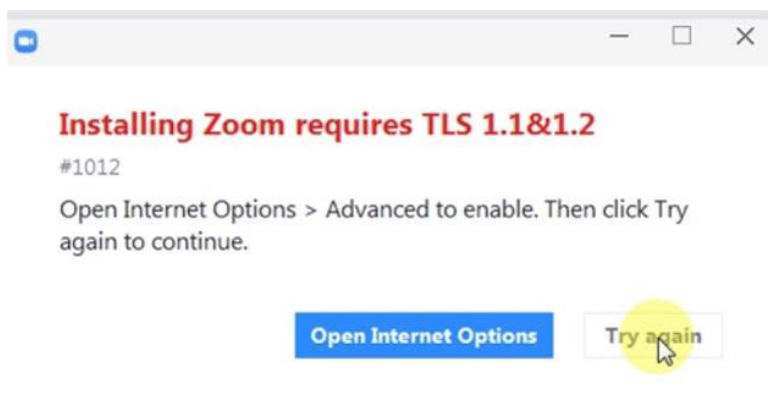 Installing Zoom requires TLS 1.1&1.2
#1012
Open Internet Options > Advanced to enable. Then click Try
again to continue.
Open Internet Options
Try again